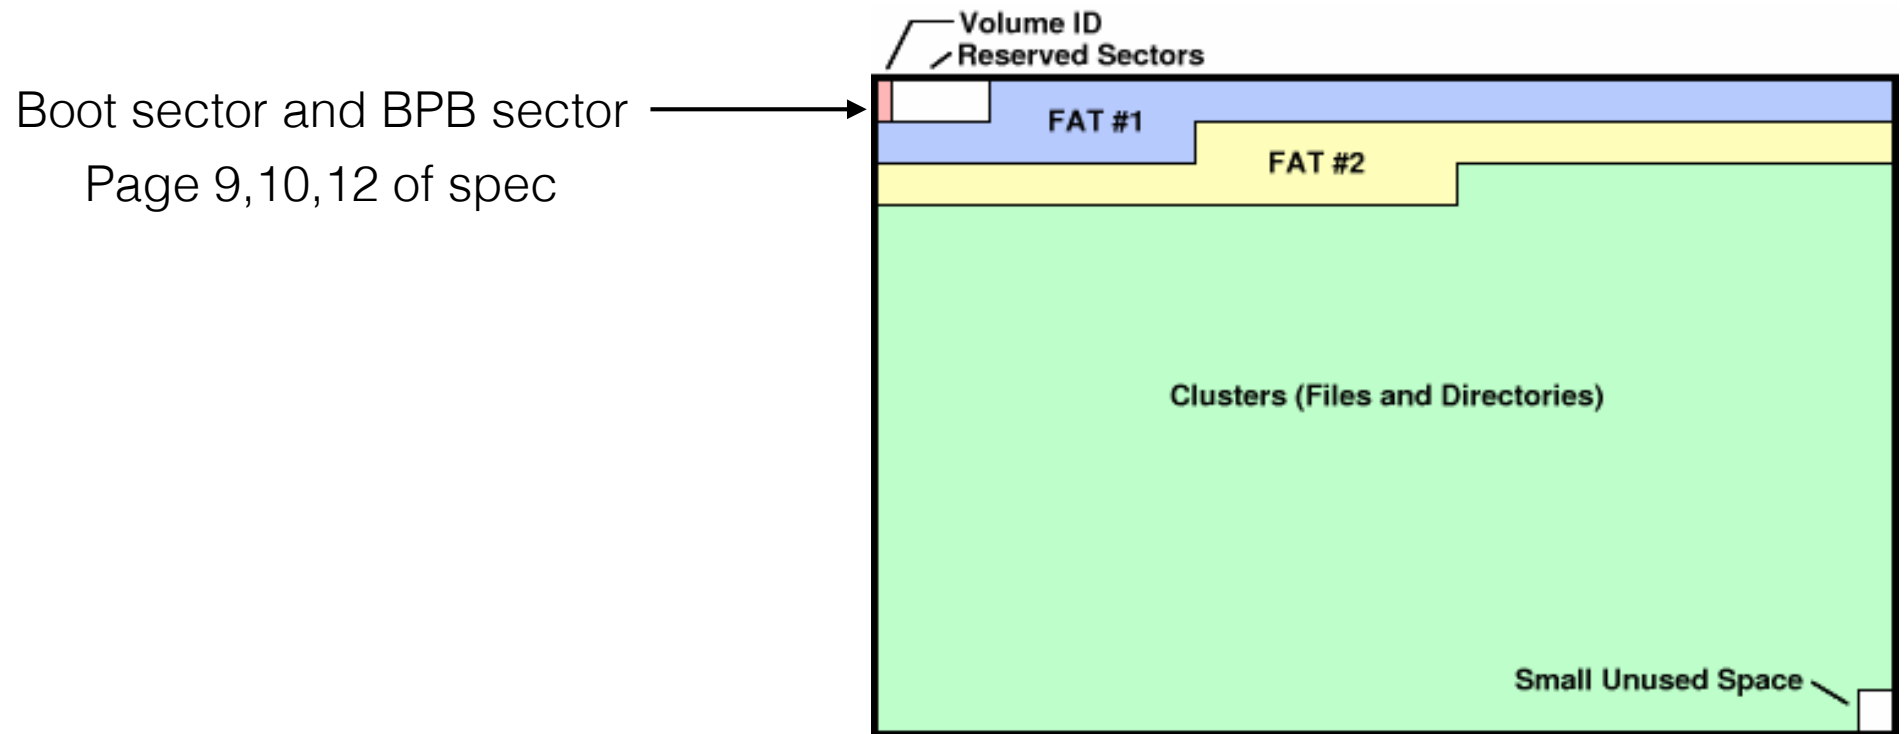 Volume ID
Reserved Sectors
Boot sector and BPB sector
Page 9,10,12 of spec
FAT #1
FAT #2
Clusters (Files and Directories)
Small Unused Space